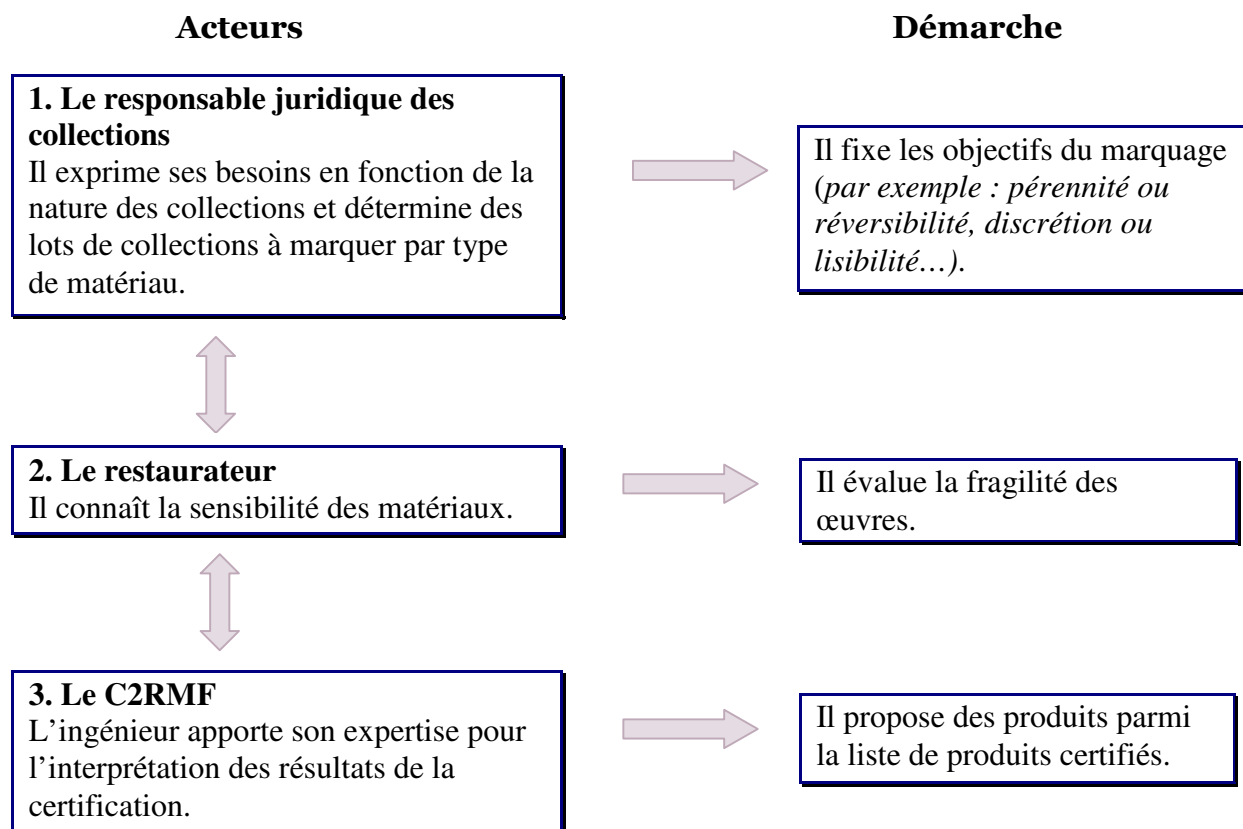 Acteurs
Démarche
1. Le responsable juridique des
collections
Il exprime ses besoins en fonction de la
nature des collections et détermine des
lots de collections à marquer par type
de matériau.
Il fixe les objectifs du marquage
(par exemple : pérennité ou
réversibilité, discrétion ou
lisibilité…).
2. Le restaurateur
Il connaît la sensibilité des matériaux.
Il évalue la fragilité des
œuvres.
3. Le C2RMF
L’ingénieur apporte son expertise pour
l’interprétation des résultats de la
certification.
Il propose des produits parmi
la liste de produits certifiés.